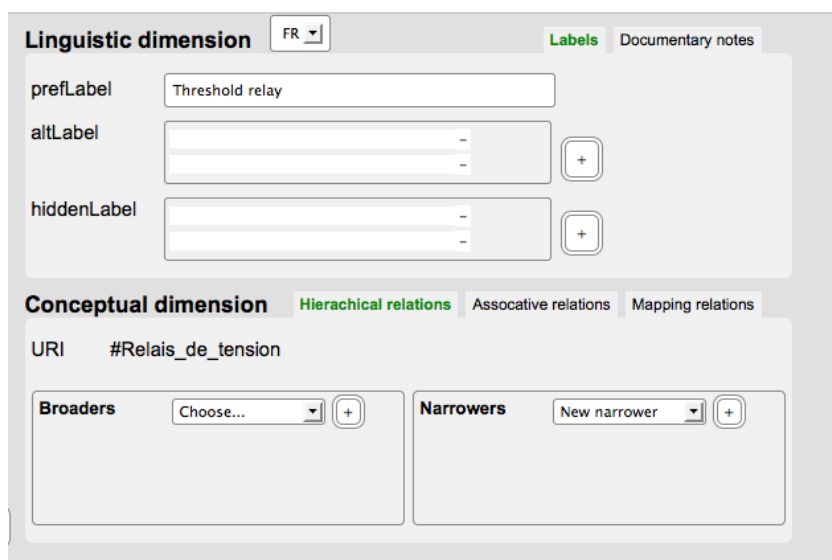 Linguistic dimension FR Labels Documentary notes
prefLabel Threshold relay
altLabel –
–
+
hiddenLabel –
–
+
Conceptual dimension Hierachical relations Assocative relations Mapping relations
URI #Relais_de_tension
Broaders Choose... + Narrowers New narrower +